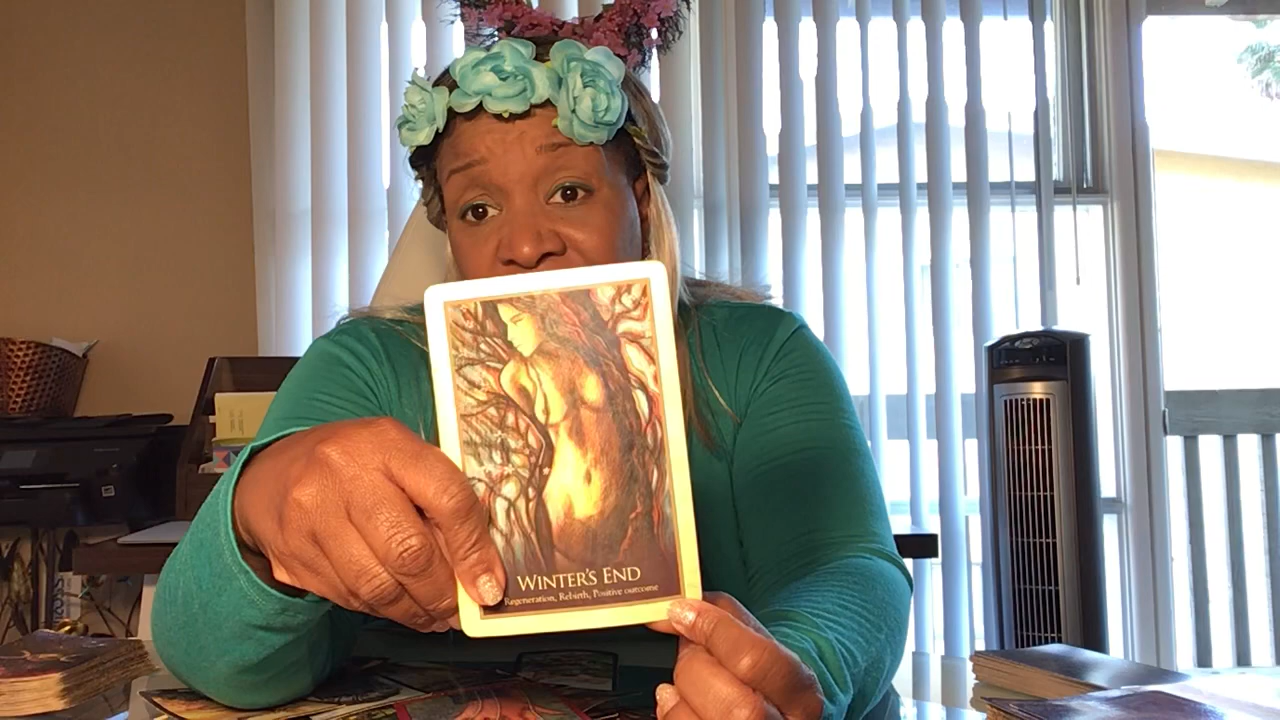 WINTER'S END
Regeneration, Rebirth, Positive outcome